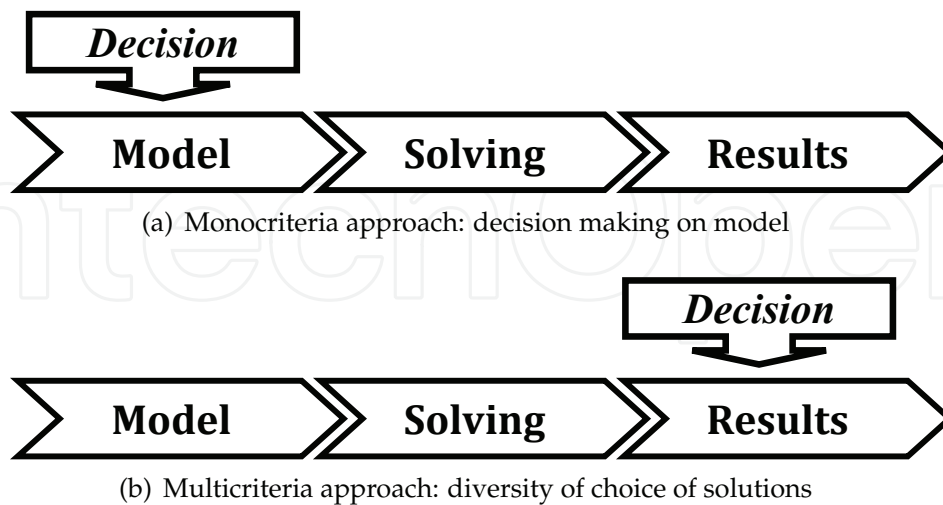 Decision
Model Solving Results
(a) Monocriteria approach: decision making on model
Decision
Model Solving Results
(b) Multicriteria approach: diversity of choice of solutions